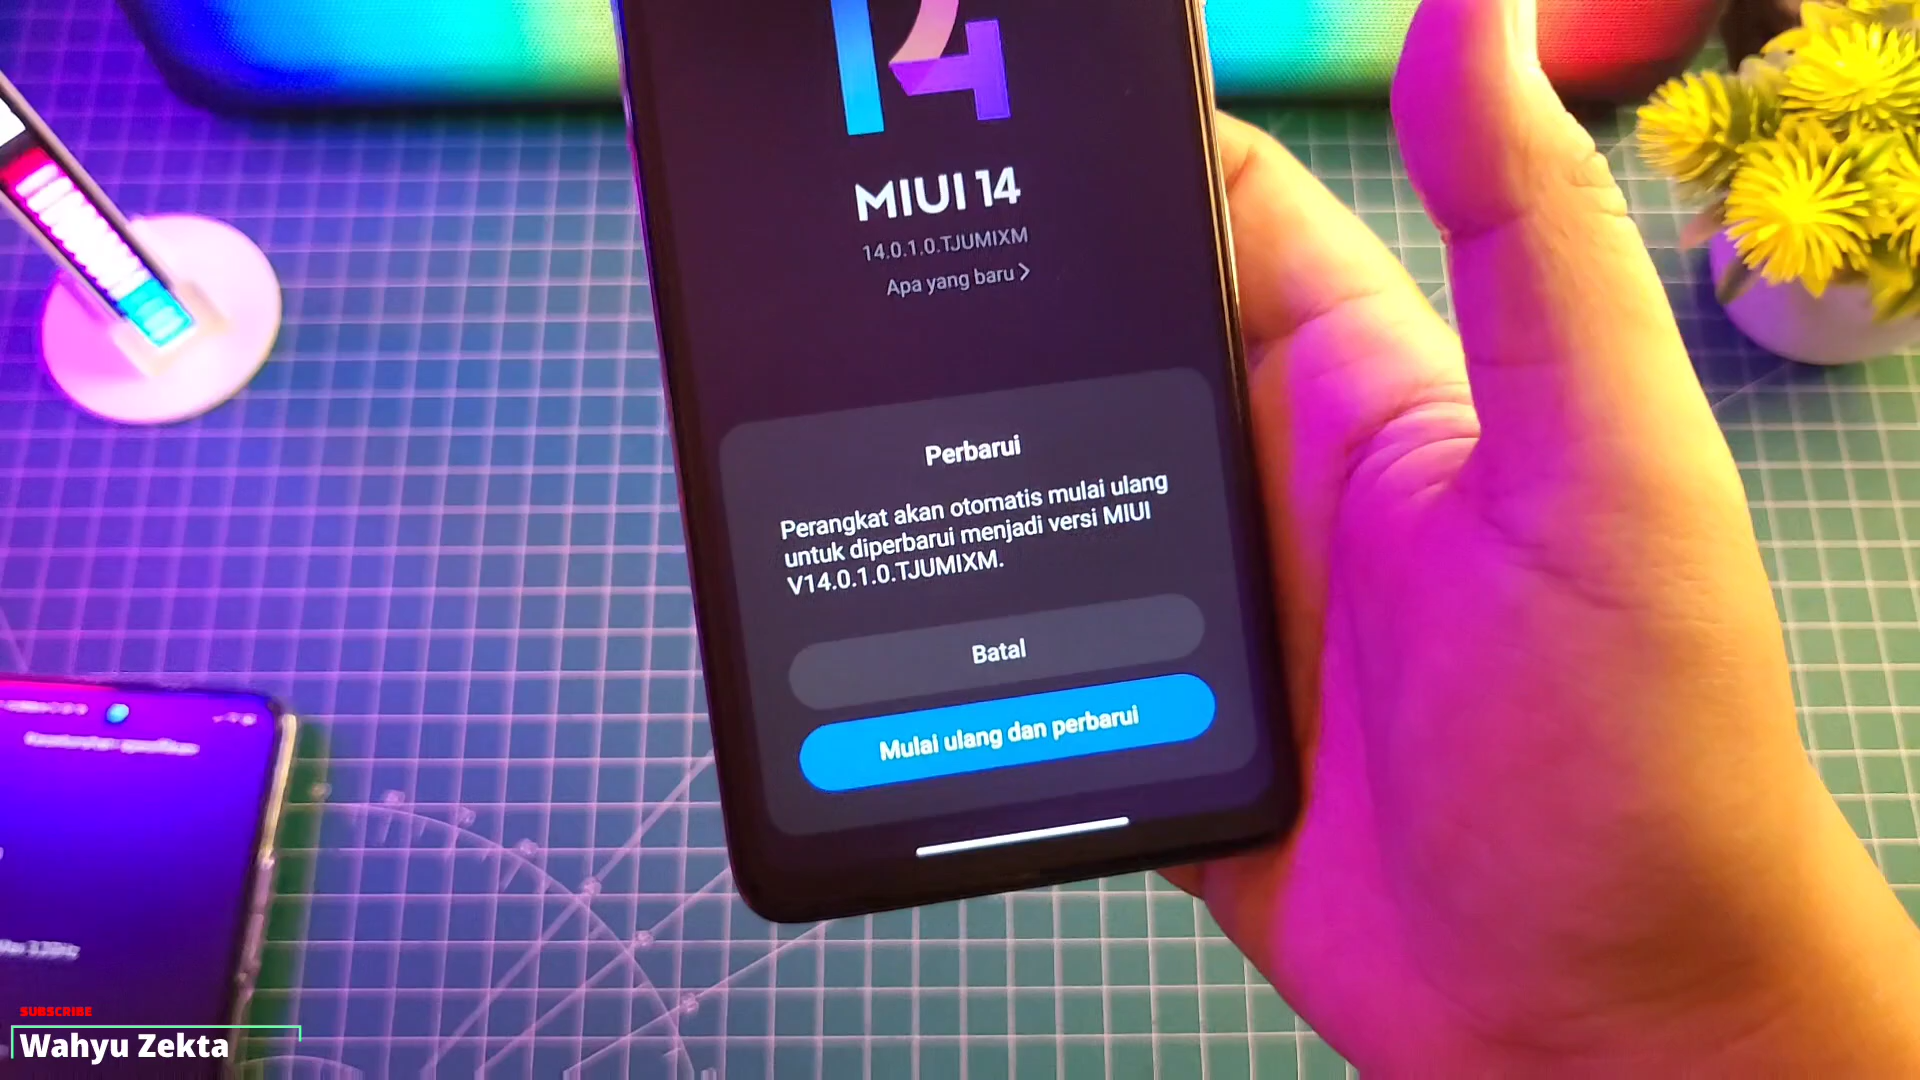 14
MIUI 14
14.0.1.0.TJUMIXM
Apa yang baru >
Perbarui
Perangkat akan otomatis mulai ulang
untuk diperbarui menjadi versi MIUI
V14.0.1.0.TJUMIXM.
Batal
Mulai ulang dan perbarui
SUBSCRIBE
Wahyu Zekta